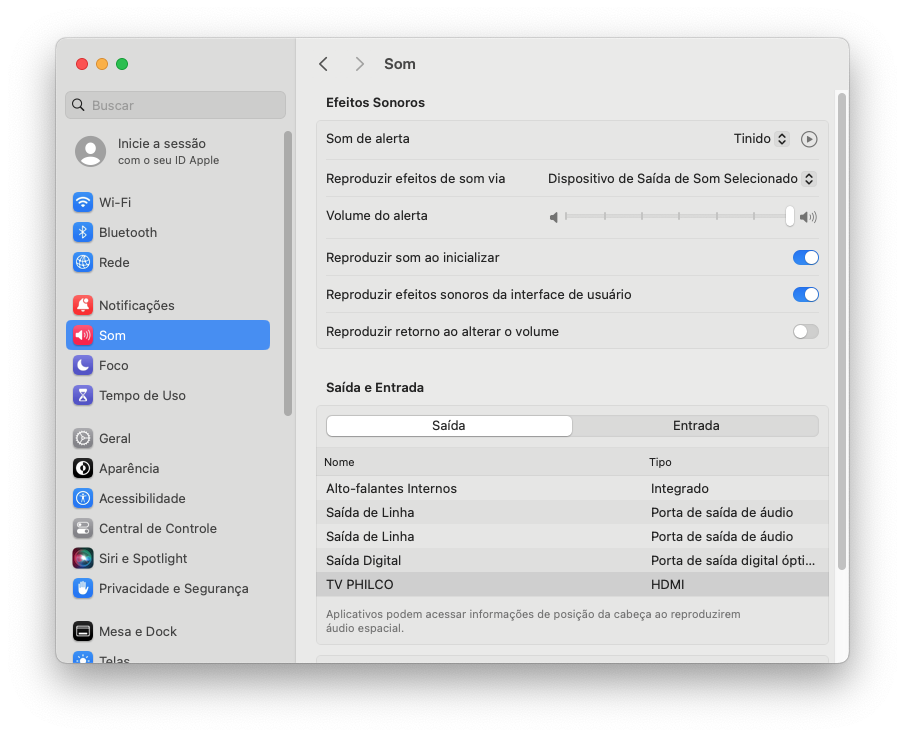 Som
Buscar
Inicie a sessão
com o seu ID Apple
Wi-Fi
Bluetooth
Rede
Notificações
Som
Foco
Tempo de Uso
Geral
Aparência
Acessibilidade
Central de Controle
Siri e Spotlight
Privacidade e Segurança
Mesa e Dock
Telas
Efeitos Sonoros
Som de alerta Tinido
Reproduzir efeitos de som via Dispositivo de Saída de Som Selecionado
Volume do alerta
Reproduzir som ao inicializar
Reproduzir efeitos sonoros da interface de usuário
Reproduzir retorno ao alterar o volume
Saída e Entrada
Saída Entrada
Nome Tipo
Alto-falantes Internos Integrado
Saída de Linha Porta de saída de áudio
Saída de Linha Porta de saída de áudio
Saída Digital Porta de saída digital ópti...
TV PHILCO HDMI
Aplicativos podem acessar informações de posição da cabeça ao reproduzirem
áudio espacial.